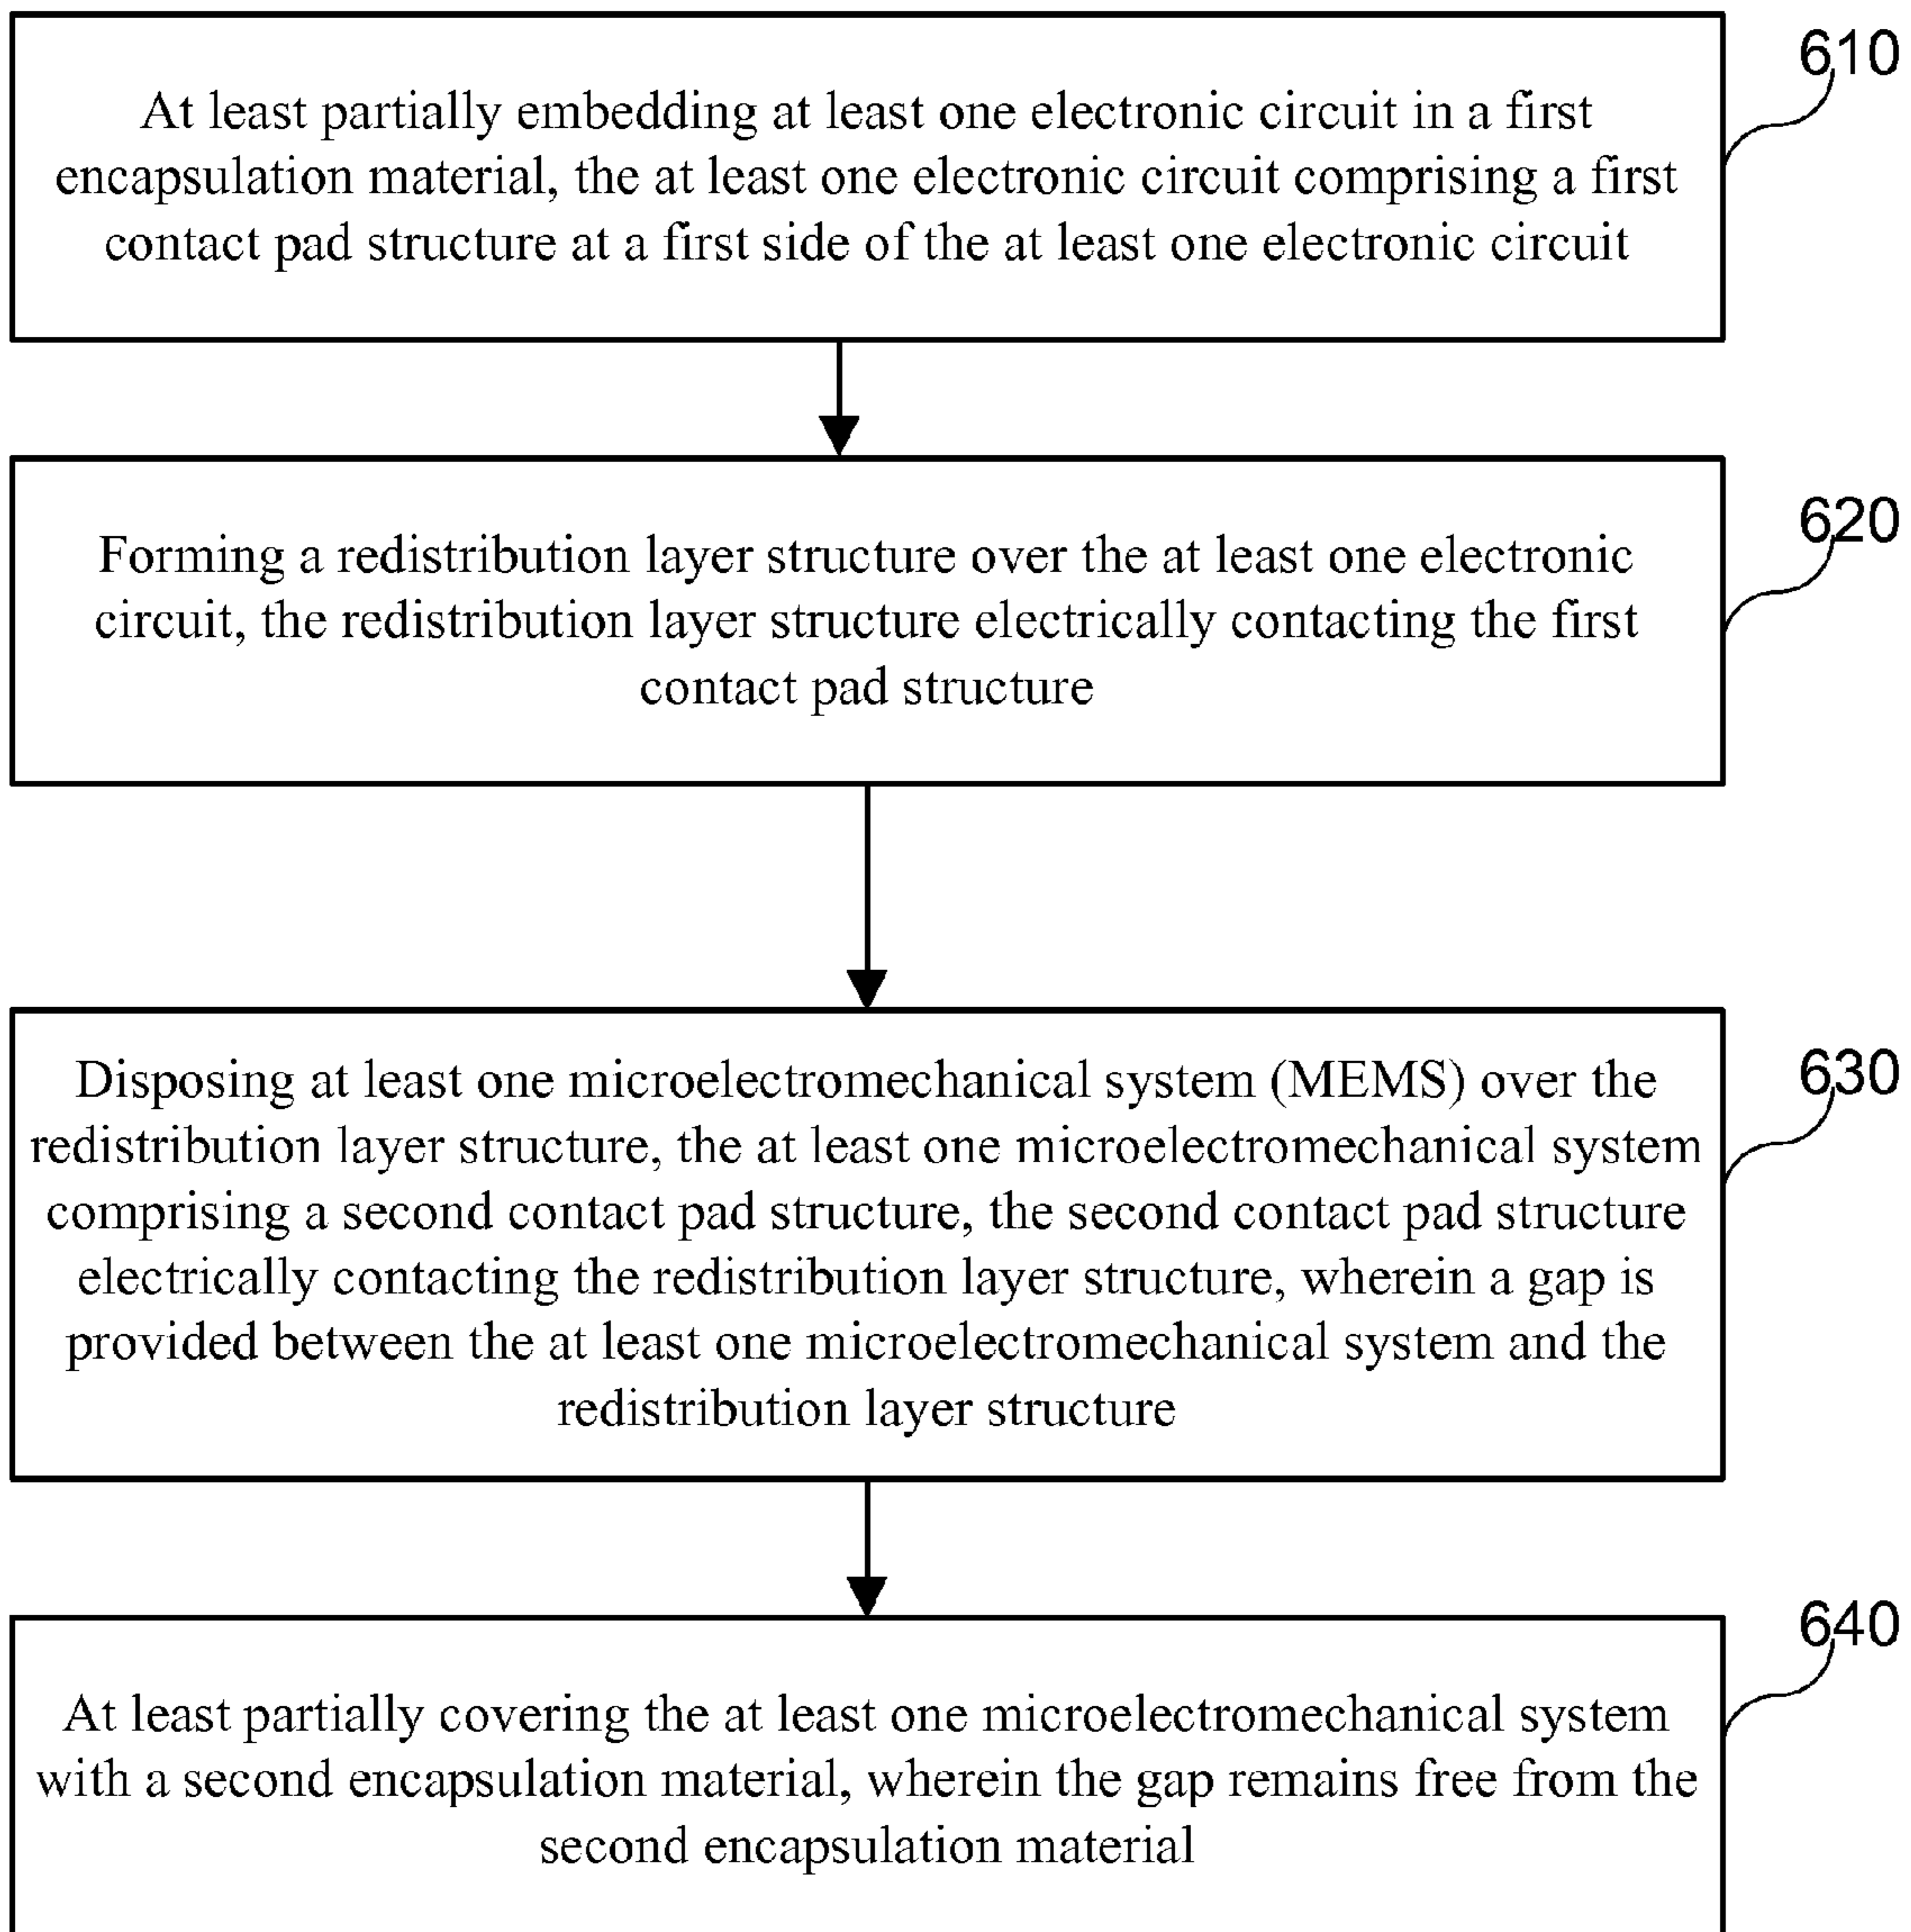 610
At least partially embedding at least one electronic circuit in a first
encapsulation material, the at least one electronic circuit comprising a first
contact pad structure at a first side of the at least one electronic circuit
620
Forming a redistribution layer structure over the at least one electronic
circuit, the redistribution layer structure electrically contacting the first
contact pad structure
630
Disposing at least one microelectromechanical system (MEMS) over the
redistribution layer structure, the at least one microelectromechanical system
comprising a second contact pad structure, the second contact pad structure
electrically contacting the redistribution layer structure, wherein a gap is
provided between the at least one microelectromechanical system and the
redistribution layer structure
640
At least partially covering the at least one microelectromechanical system
with a second encapsulation material, wherein the gap remains free from the
second encapsulation material